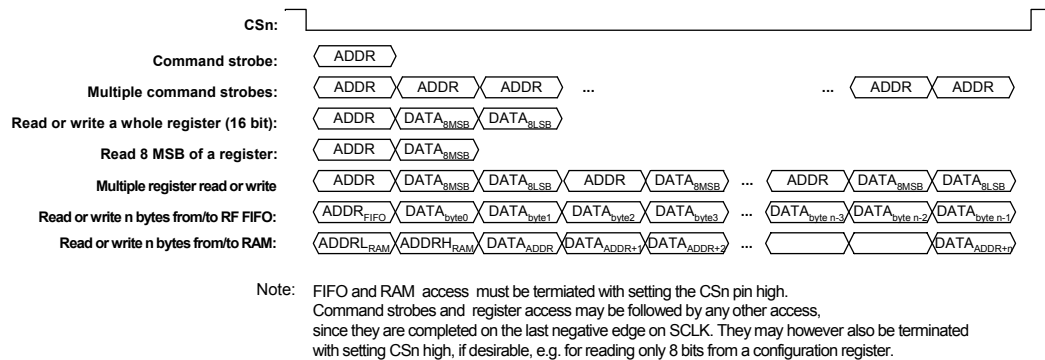 CSn:
Command strobe: ADDR
Multiple command strobes: ADDR ADDR ADDR ... ... ADDR ADDR
Read or write a whole register (16 bit): ADDR DATA8MSB DATA8LSB
Read 8 MSB of a register: ADDR DATA8MSB
Multiple register read or write ADDR DATA8MSB DATA8LSB ADDR DATA8MSB ... ADDR DATA8MSB DATA8LSB
Read or write n bytes from/to RF FIFO: ADDRFIFO DATAbyte0 DATAbyte1 DATAbyte2 DATAbyte3 ... DATAbyte n-3 DATAbyte n-2 DATAbyte n-1
Read or write n bytes from/to RAM: ADDRLRAM ADDRHRAM DATAADDR DATAADDR+1 DATAADDR+2 ... DATAADDR+n
Note: FIFO and RAM access must be termiated with setting the CSn pin high.
Command strobes and register access may be followed by any other access,
since they are completed on the last negative edge on SCLK. They may however also be terminated
with setting CSn high, if desirable, e.g. for reading only 8 bits from a configuration register.